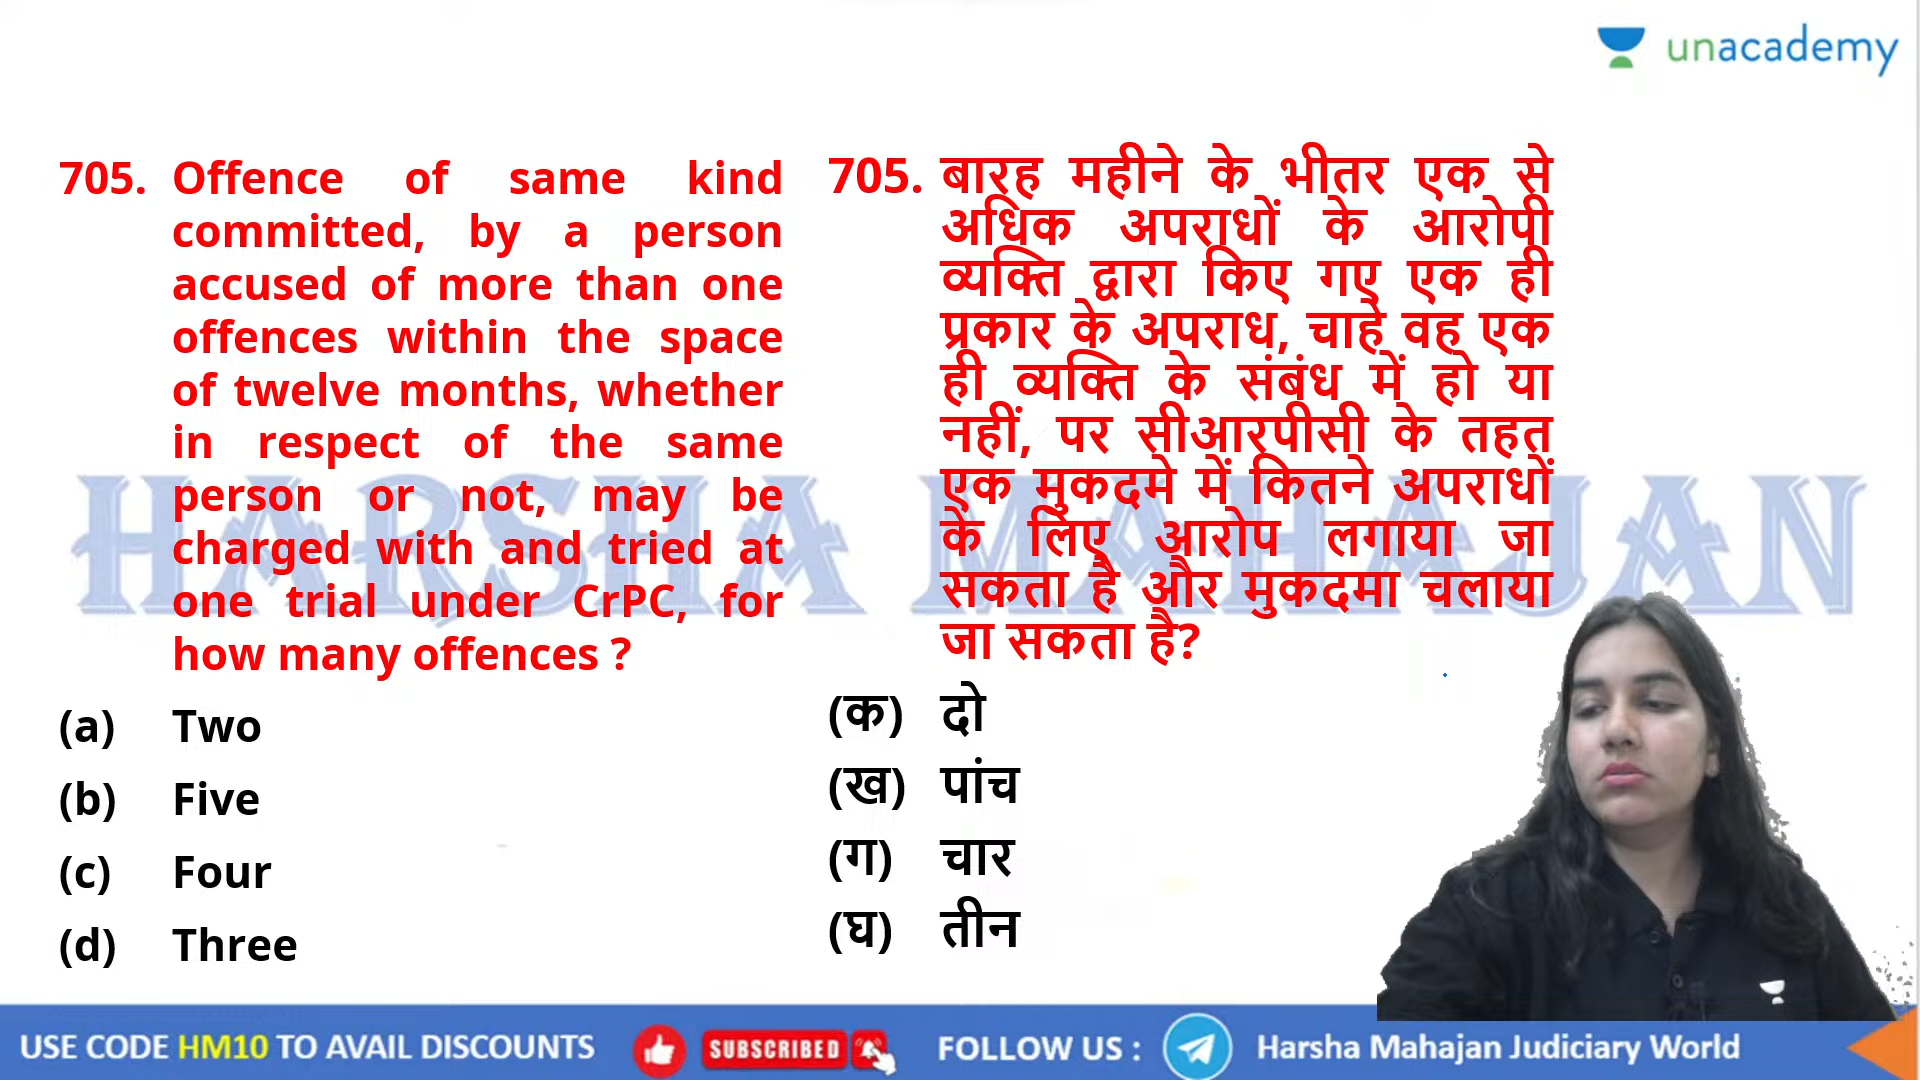 unacademy
705. Offence of same kind
committed, by a person
accused of more than one
offences within the space
of twelve months, whether
in respect of the same
person or not, may be
charged with and tried at
one trial under CrPC, for
how many offences ?
(a) Two
(b) Five
(c) Four
(d) Three
705. बारह महीने के भीतर एक से
अधिक अपराधों के आरोपी
व्यक्ति द्वारा किए गए एक ही
प्रकार के अपराध, चाहे वह एक
ही व्यक्ति के संबंध में हो या
नहीं, पर सीआरपीसी के तहत
एक मुकदमे में कितने अपराधों
के लिए आरोप लगाया जा
सकता है और मुकदमा चलाया
जा सकता है?
(क) दो
(ख) पांच
(ग) चार
(घ) तीन
HARSHA MAHAJAN
USE CODE HM10 TO AVAIL DISCOUNTS
SUBSCRIBED
FOLLOW US :
Harsha Mahajan Judiciary World